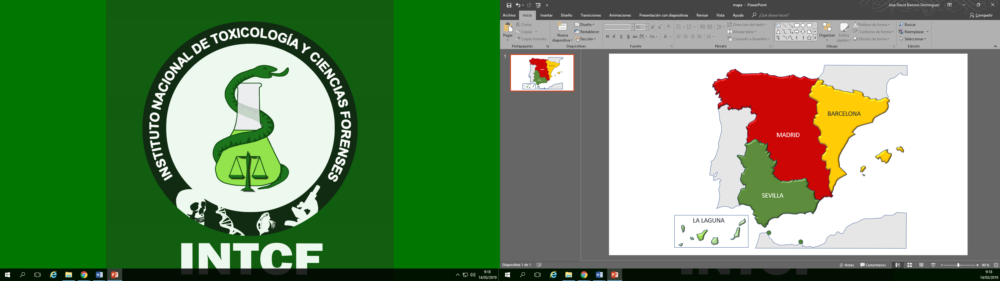 INSTITUTO NACIONAL DE TOXICOLOGÍA Y CIENCIAS FORENSES
INTCF
9:18
14/03/2019
mapa - PowerPoint
Jose David Barroso Dominguez
Archivo Inicio Insertar Diseño Transiciones Animaciones Presentación con diapositivas Revisar Vista Ayuda ¿Qué desea hacer? Compartir
Pegar
Cortar
Copiar
Copiar formato
Portapapeles
Nueva diapositiva
Diseño
Restablecer
Sección
Diapositivas
18
N K S S abc AV Aa A
Fuente
Dirección del texto
Alinear texto
Convertir a SmartArt
Párrafo
Organizar
Estilos rápidos
Relleno de forma
Contorno de forma
Efectos de forma
Dibujo
Buscar
Reemplazar
Seleccionar
Edición
1
BARCELONA
MADRID
SEVILLA
LA LAGUNA
Diapositiva 1 de 1
Notas Comentarios 90 %
9:18
14/03/2019